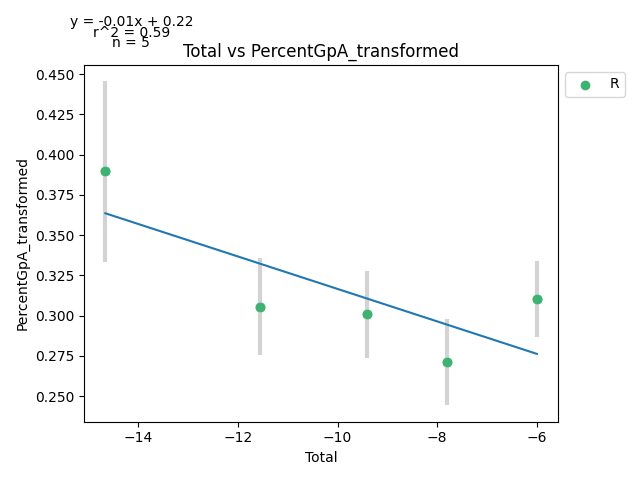 y = -0.01x + 0.22
r^2 = 0.59
n = 5
Total vs PercentGpA_transformed
R
PercentGpA_transformed
0.450
0.425
0.400
0.375
0.350
0.325
0.300
0.275
0.250
−14
−12
−10
−8
−6
Total